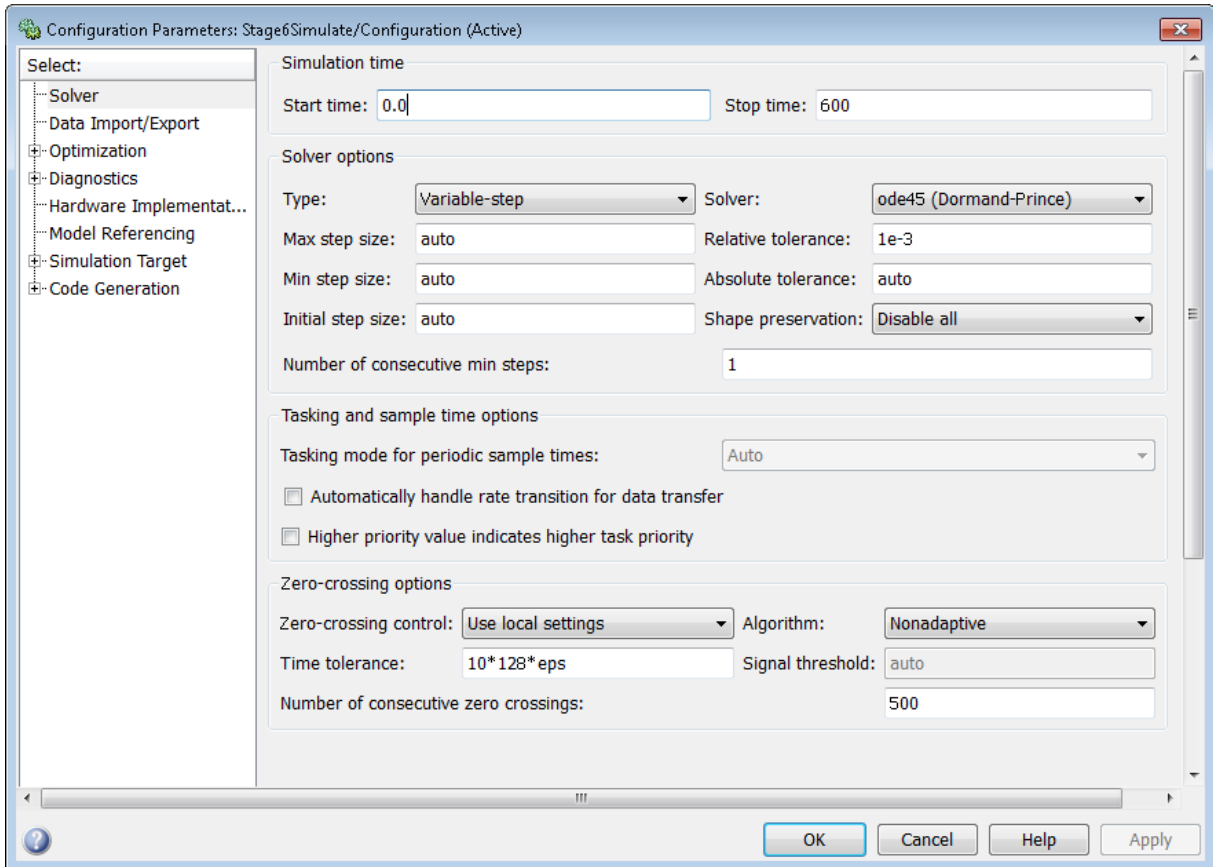 Configuration Parameters: Stage6Simulate/Configuration (Active)
Select:
Solver
Data Import/Export
Optimization
Diagnostics
Hardware Implementat...
Model Referencing
Simulation Target
Code Generation
Simulation time
Start time: 0.0 Stop time: 600
Solver options
Type: Variable-step Solver: ode45 (Dormand-Prince)
Max step size: auto Relative tolerance: 1e-3
Min step size: auto Absolute tolerance: auto
Initial step size: auto Shape preservation: Disable all
Number of consecutive min steps: 1
Tasking and sample time options
Tasking mode for periodic sample times: Auto
Automatically handle rate transition for data transfer
Higher priority value indicates higher task priority
Zero-crossing options
Zero-crossing control: Use local settings Algorithm: Nonadaptive
Time tolerance: 10*128*eps Signal threshold: auto
Number of consecutive zero crossings: 500
OK Cancel Help Apply